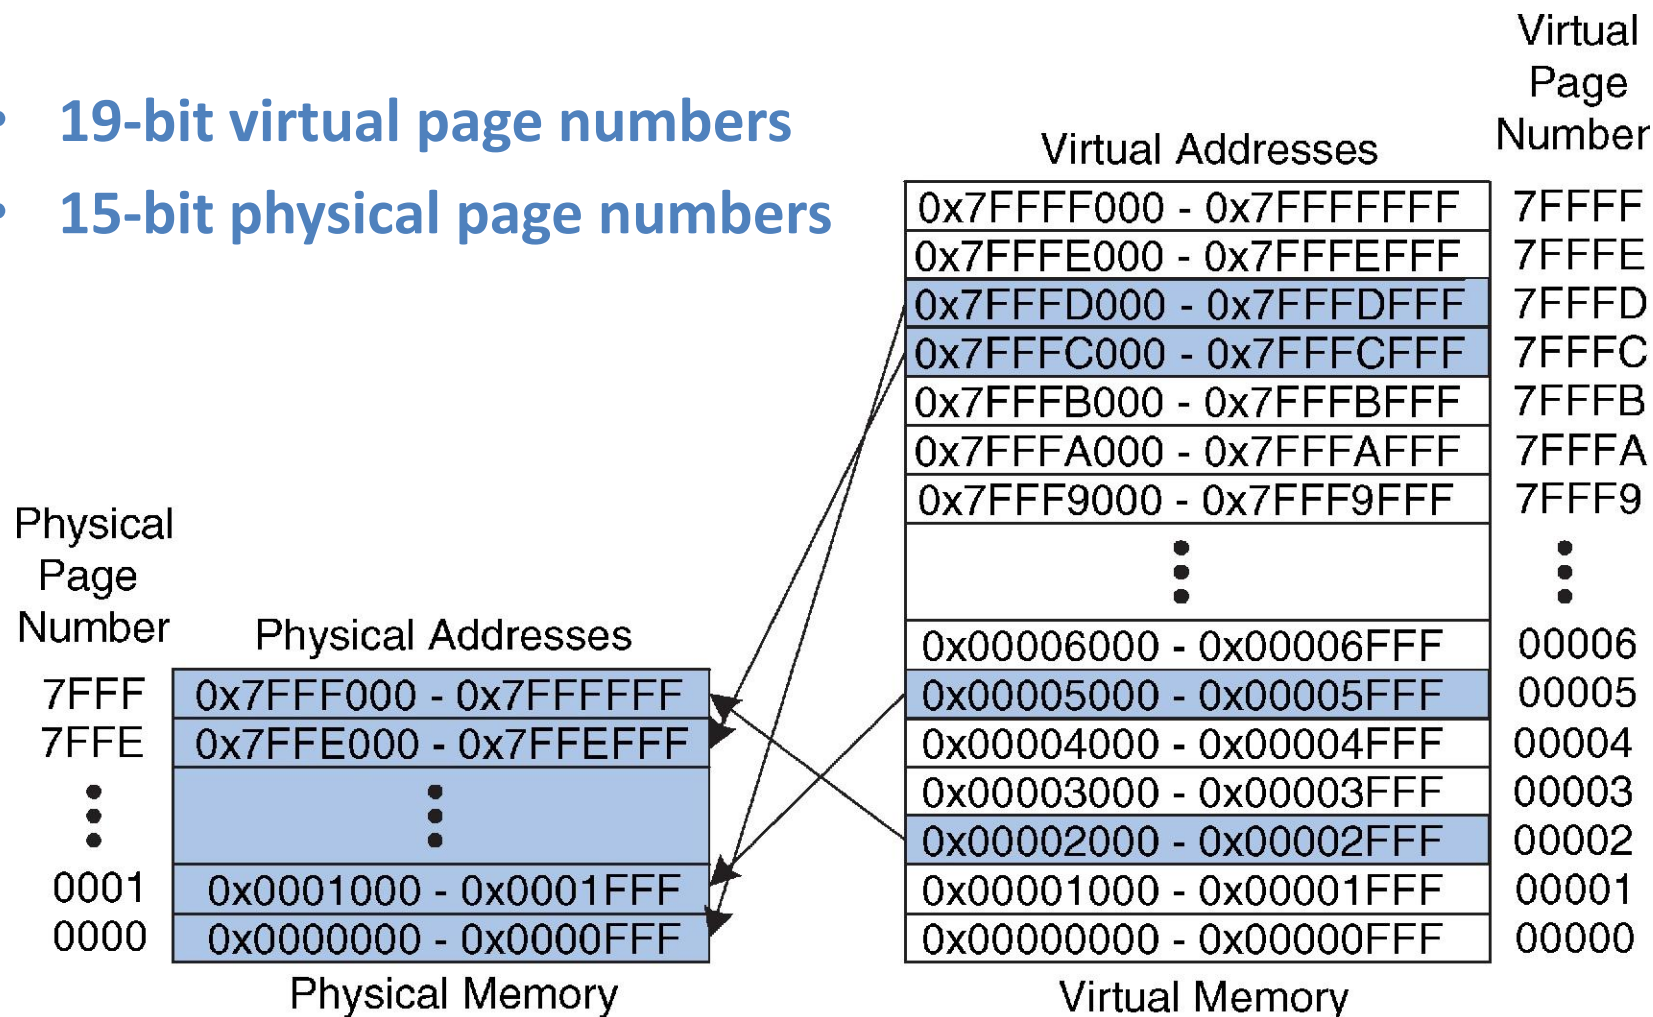 • 19-bit virtual page numbers
• 15-bit physical page numbers
Physical
Page
Number
Physical Addresses
7FFF 0x7FFF000 - 0x7FFFFFF
7FFE 0x7FFE000 - 0x7FFEFFF
0001 0x0001000 - 0x0001FFF
0000 0x0000000 - 0x0000FFF
Physical Memory
Virtual
Page
Number
Virtual Addresses
0x7FFFF000 - 0x7FFFFFFF 7FFFF
0x7FFFE000 - 0x7FFFEFFF 7FFFE
0x7FFFD000 - 0x7FFFDFFF 7FFFD
0x7FFFC000 - 0x7FFFCFFF 7FFFC
0x7FFFB000 - 0x7FFFBFFF 7FFFB
0x7FFFA000 - 0x7FFFAFFF 7FFFA
0x7FFF9000 - 0x7FFF9FFF 7FFF9
0x00006000 - 0x00006FFF 00006
0x00005000 - 0x00005FFF 00005
0x00004000 - 0x00004FFF 00004
0x00003000 - 0x00003FFF 00003
0x00002000 - 0x00002FFF 00002
0x00001000 - 0x00001FFF 00001
0x00000000 - 0x00000FFF 00000
Virtual Memory